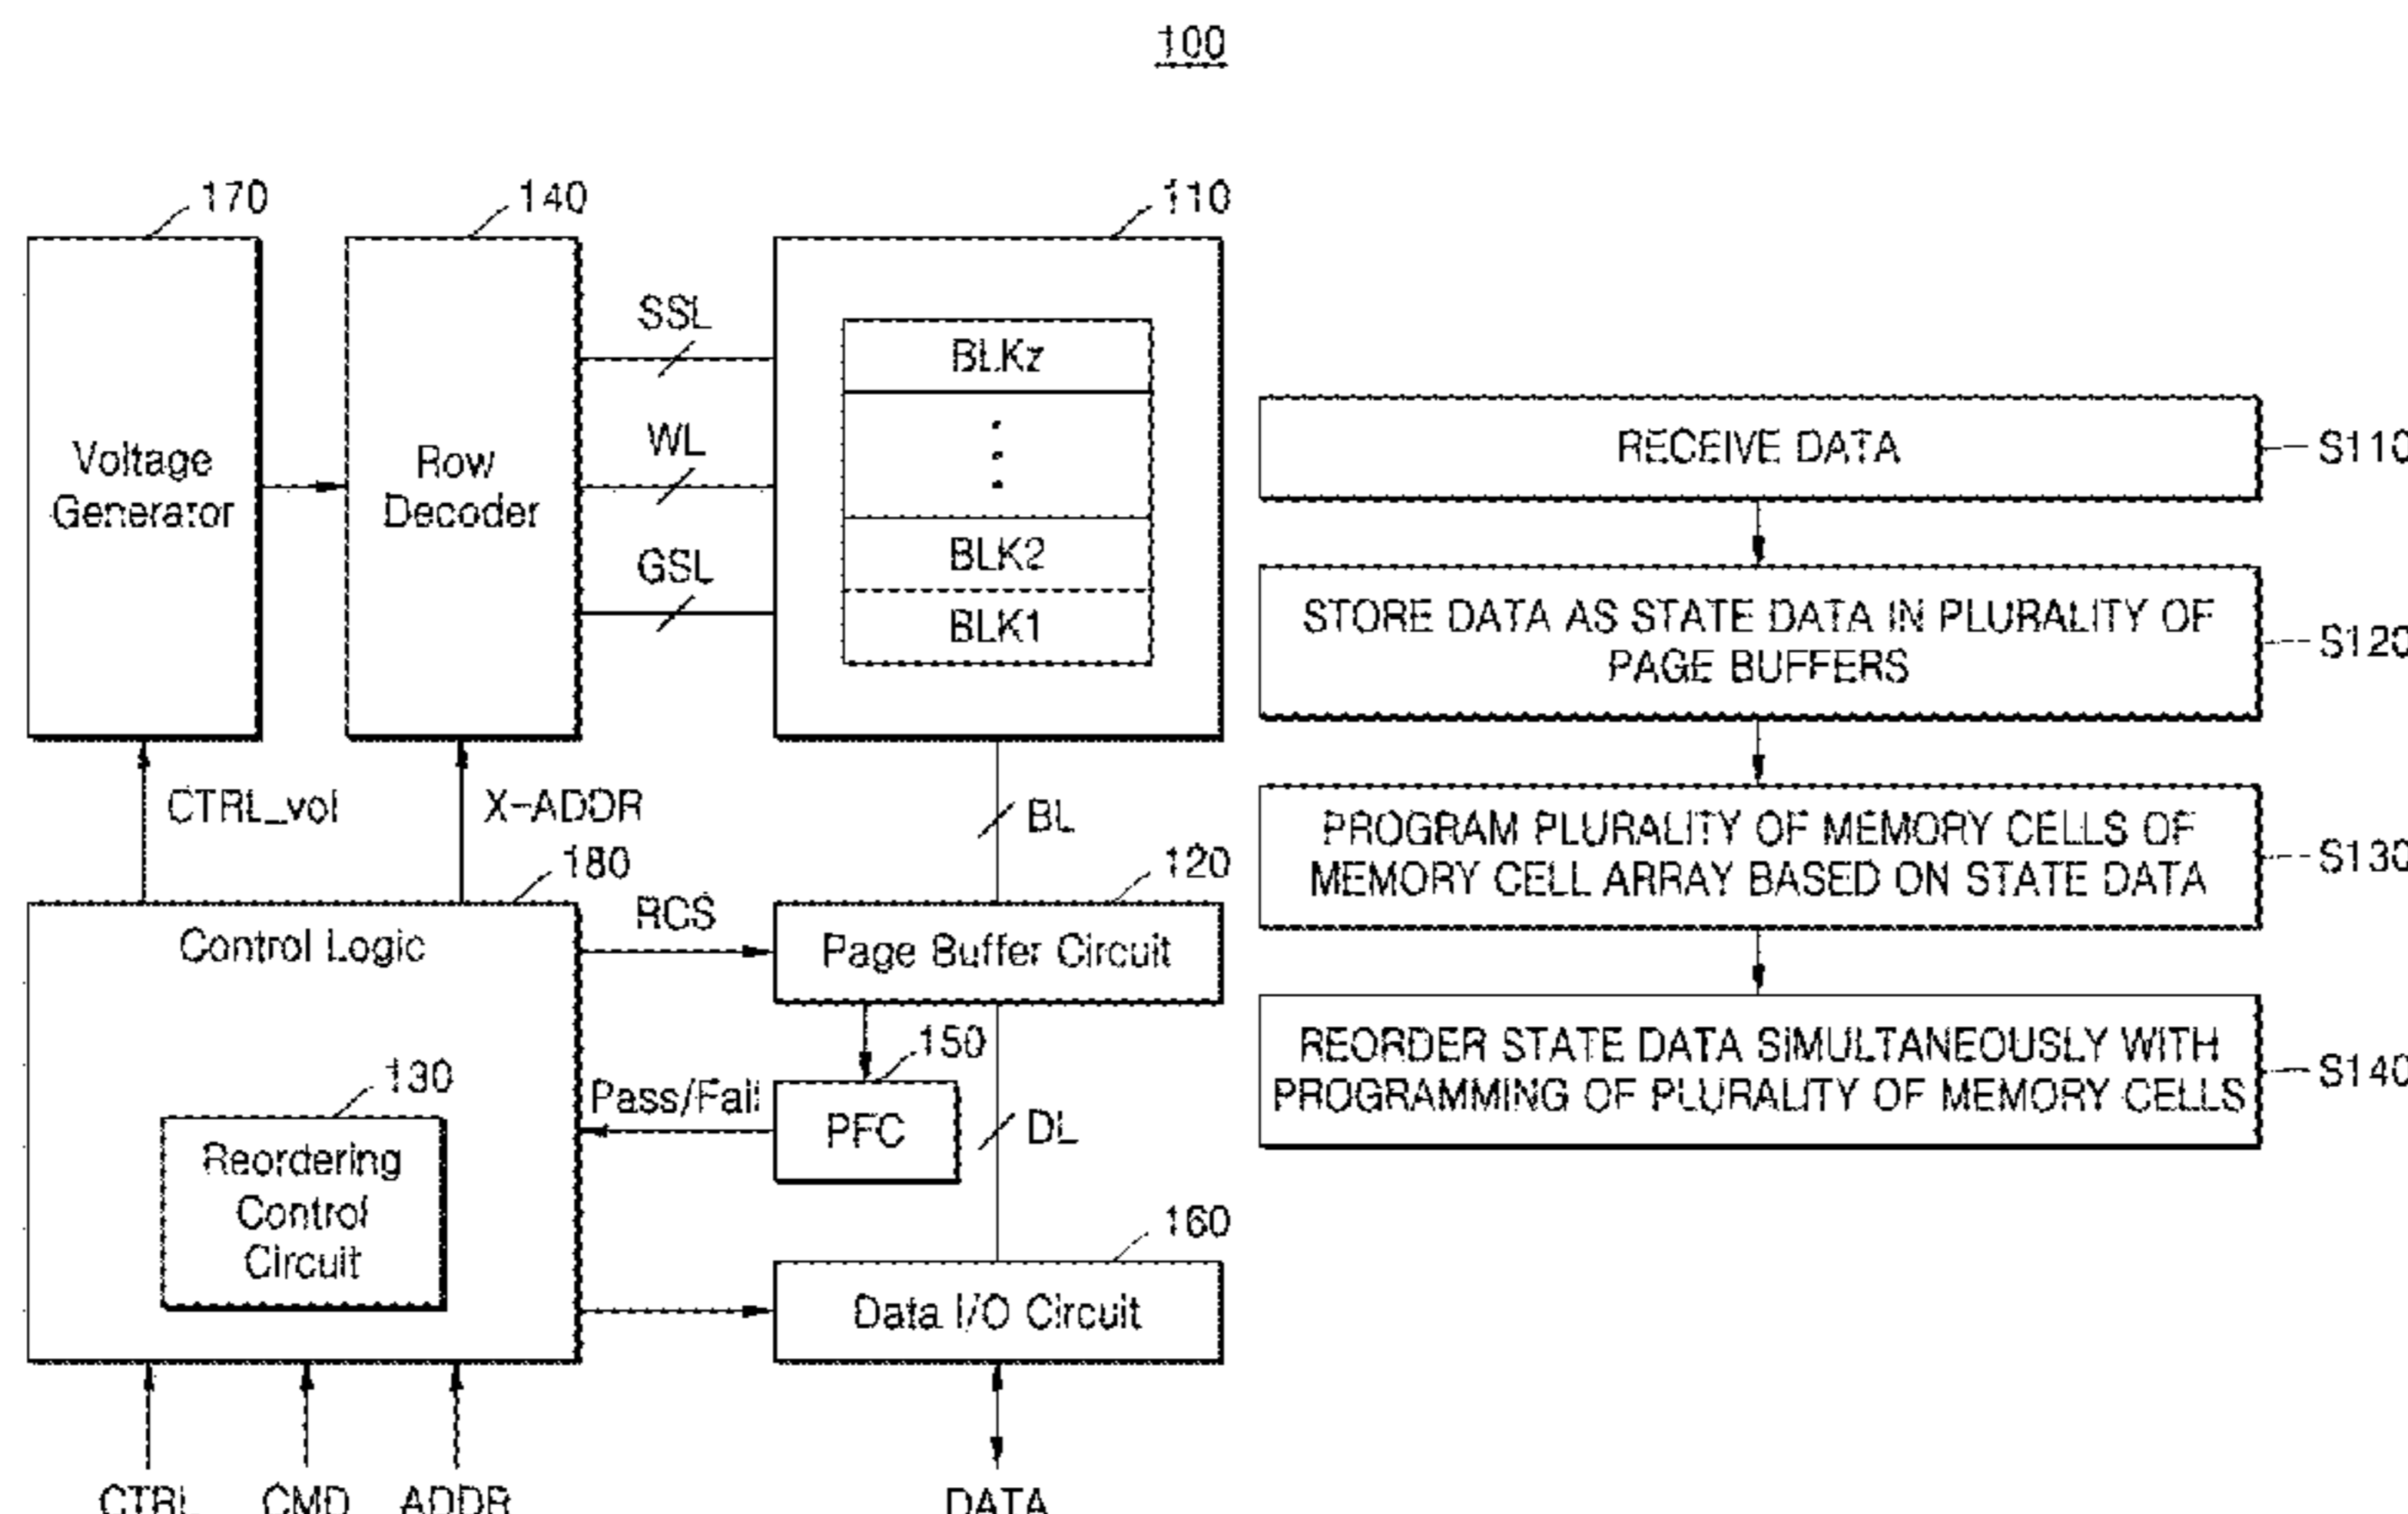 100
170
140
110
Voltage
Generator
Row
Decoder
SSL
WL
GSL
BLKz
BLK2
BLK1
CTRL_vol
X-ADDR
BL
180
120
Control Logic
RCS
Page Buffer Circuit
150
Pass/Fail
PFC
DL
130
Reordering
Control
Circuit
160
Data I/O Circuit
CTRL
CMD
ADDR
DATA
RECEIVE DATA
S110
STORE DATA AS STATE DATA IN PLURALITY OF
PAGE BUFFERS
S120
PROGRAM PLURALITY OF MEMORY CELLS OF
MEMORY CELL ARRAY BASED ON STATE DATA
S130
REORDER STATE DATA SIMULTANEOUSLY WITH
PROGRAMMING OF PLURALITY OF MEMORY CELLS
S140